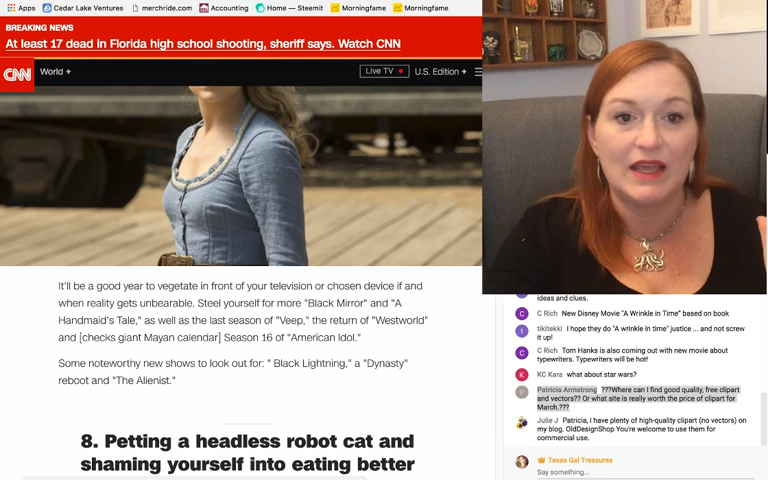 Apps Cedar Lake Ventures merchride.com Accounting Home — Steemit Morningfame Morningfame
BREAKING NEWS
At least 17 dead in Florida high school shooting, sheriff says. Watch CNN
CNN World + Live TV U.S. Edition +
It'll be a good year to vegetate in front of your television or chosen device if and
when reality gets unbearable. Steel yourself for more "Black Mirror" and "A
Handmaid's Tale," as well as the last season of "Veep," the return of "Westworld"
and [checks giant Mayan calendar] Season 16 of "American Idol."
Some noteworthy new shows to look out for: " Black Lightning," a "Dynasty"
reboot and "The Alienist."
8. Petting a headless robot cat and
shaming yourself into eating better
ideas and clues.
C C Rich New Disney Movie "A Wrinkle in Time" based on book
t tikitekki I hope they do "A wrinkle in time" justice ... and not screw
it up!
C C Rich Tom Hanks is also coming out with new movie about
typewriters. Typewriters will be hot!
K KC Kara what about star wars?
P Patricia Armstrong ???Where can I find good quality, free clipart
and vectors?? Or what site is really worth the price of clipart for
March.???
Julie J Patricia, I have plenty of high-quality clipart (no vectors) on
my blog. OldDesignShop You're welcome to use them for
commercial use.
Texas Gal Treasures
Say something...